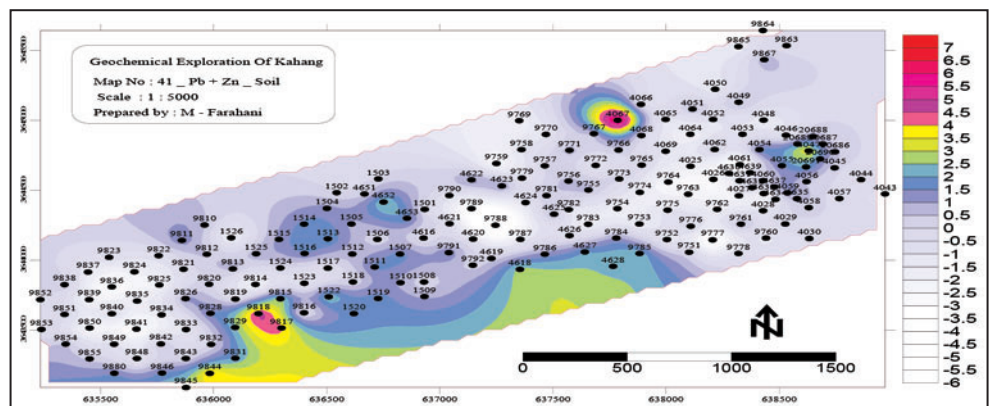 Geochemical Exploration Of Kahang
Map No : 41 _ Pb + Zn _ Soil
Scale : 1 : 5000
Prepared by : M - Farahani
9864
9865 9863
9867
4050
4049
4066 4051
4067 4065 4052 4048
9769
9770 9767 4068 4064 4053 4046 20688
9758 9771 9766 4069 4062 4054
9759 9757 9772 9765 4025 4061 4052 4045
1503 4622 9779 9756 9773 9764 4026 4060 4056 4044
1502 4651 4623 9755 9774 9763 4027 4059 4057 4043
4652 9790 4624 9781
1504 1501 9789 9782 9754 9775 9762 4028 4058
4653 4625
9810 1514 1505 4621 9788 9783 9753 9776 9761 4029
9811 1526 1515 1513 1506 4616 4620 9787 4626 9784 9752 9777 9760 4030
9823 9822 9812 1525 1516 1512 1507 9791 9786 4627 9785 9751 9778
9837 9824 9821 9813 1524 1517 1511 9792 4619 4618 4628
9838 9836 9825 9820 9814 1523 1518 1510 1508
9852 9839 9835 9826 9819 9815 1522 1519 1509
9851 9840 9834 9828 9818 9816 1520
9853 9850 9841 9833 9829 9817
9854 9849 9842 9832
9855 9848 9843 9831
9880 9846 9844
9845
3645500
3645000
3644500
3644000
3643500
635500 636000 636500 637000 637500 638000 638500
N
0 500 1000 1500
7
6.5
6
5.5
5
4.5
4
3.5
3
2.5
2
1.5
1
0.5
0
-0.5
-1
-1.5
-2
-2.5
-3
-3.5
-4
-4.5
-5
-5.5
-6